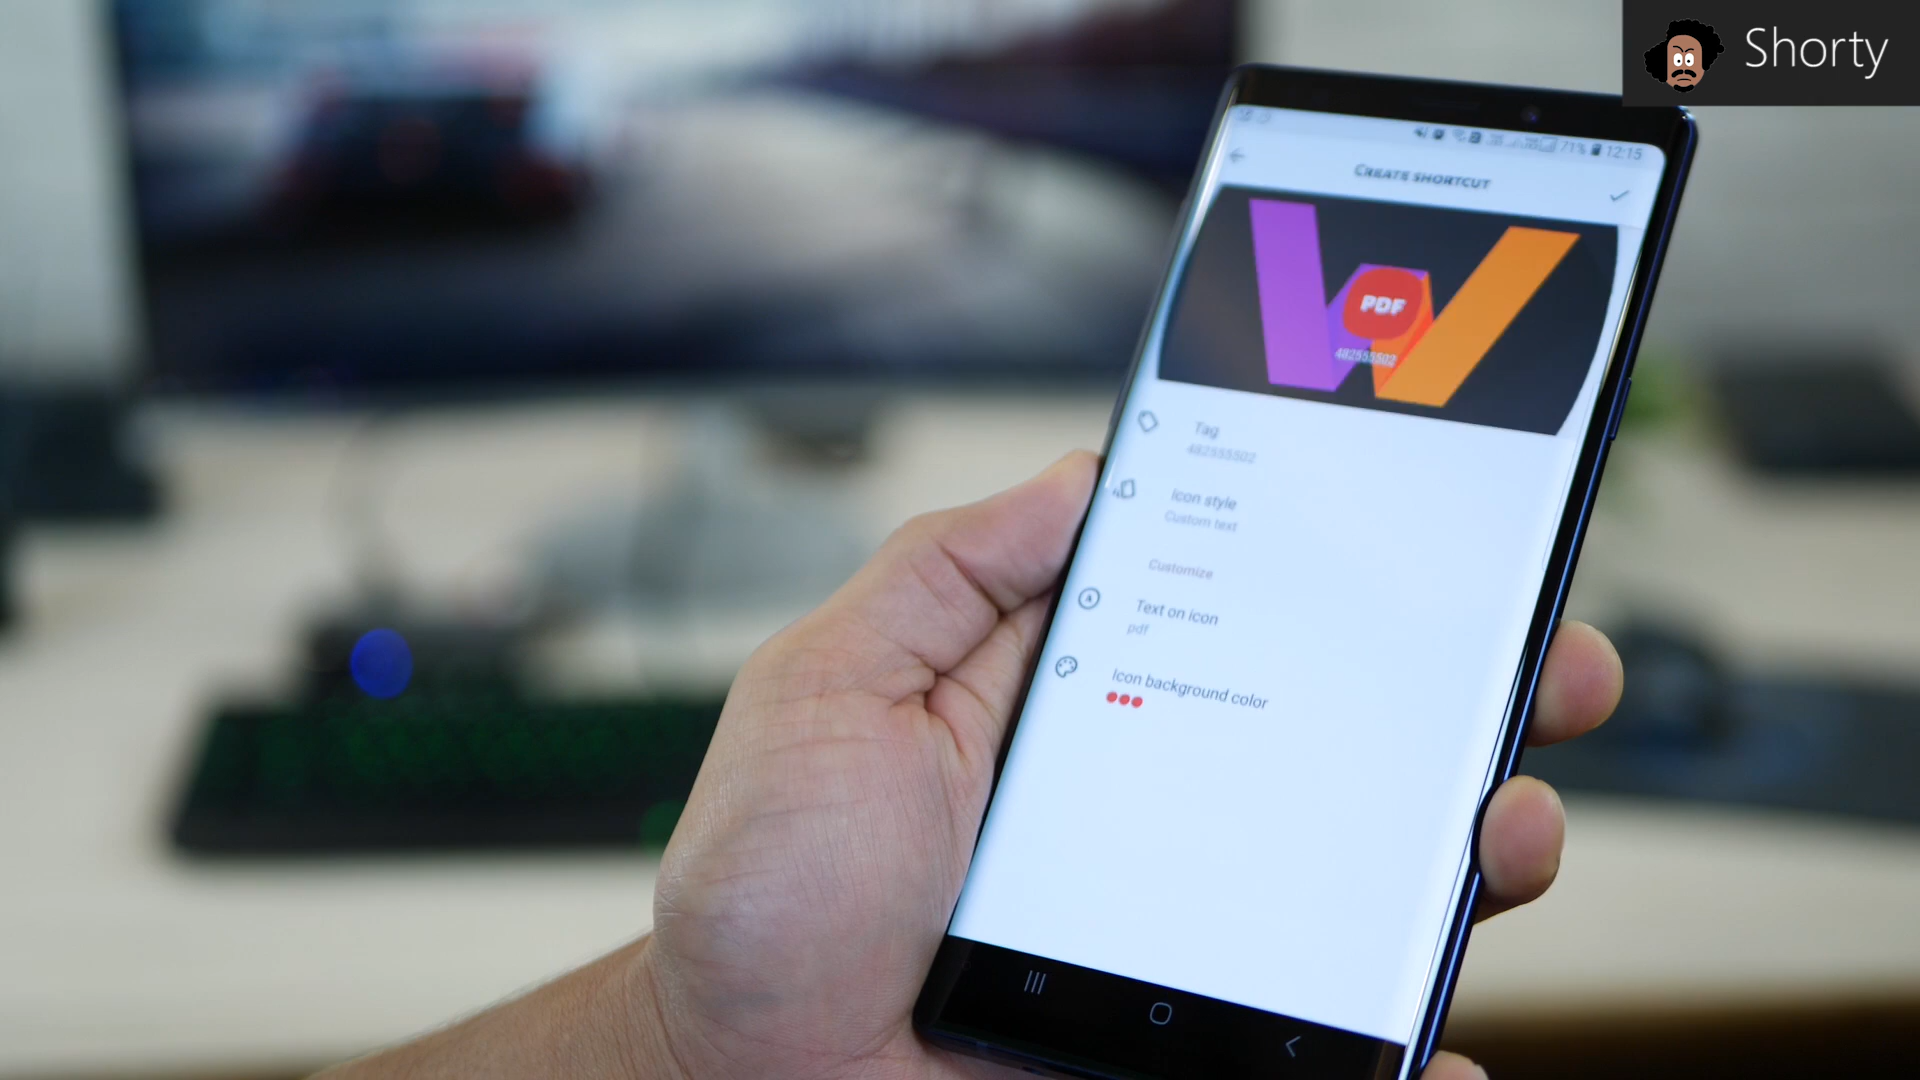 Shorty
71% 12:15
CREATE SHORTCUT
PDF
482555502
Tag
482555502
Icon style
Custom text
Customize
A
Text on icon
pdf
Icon background color